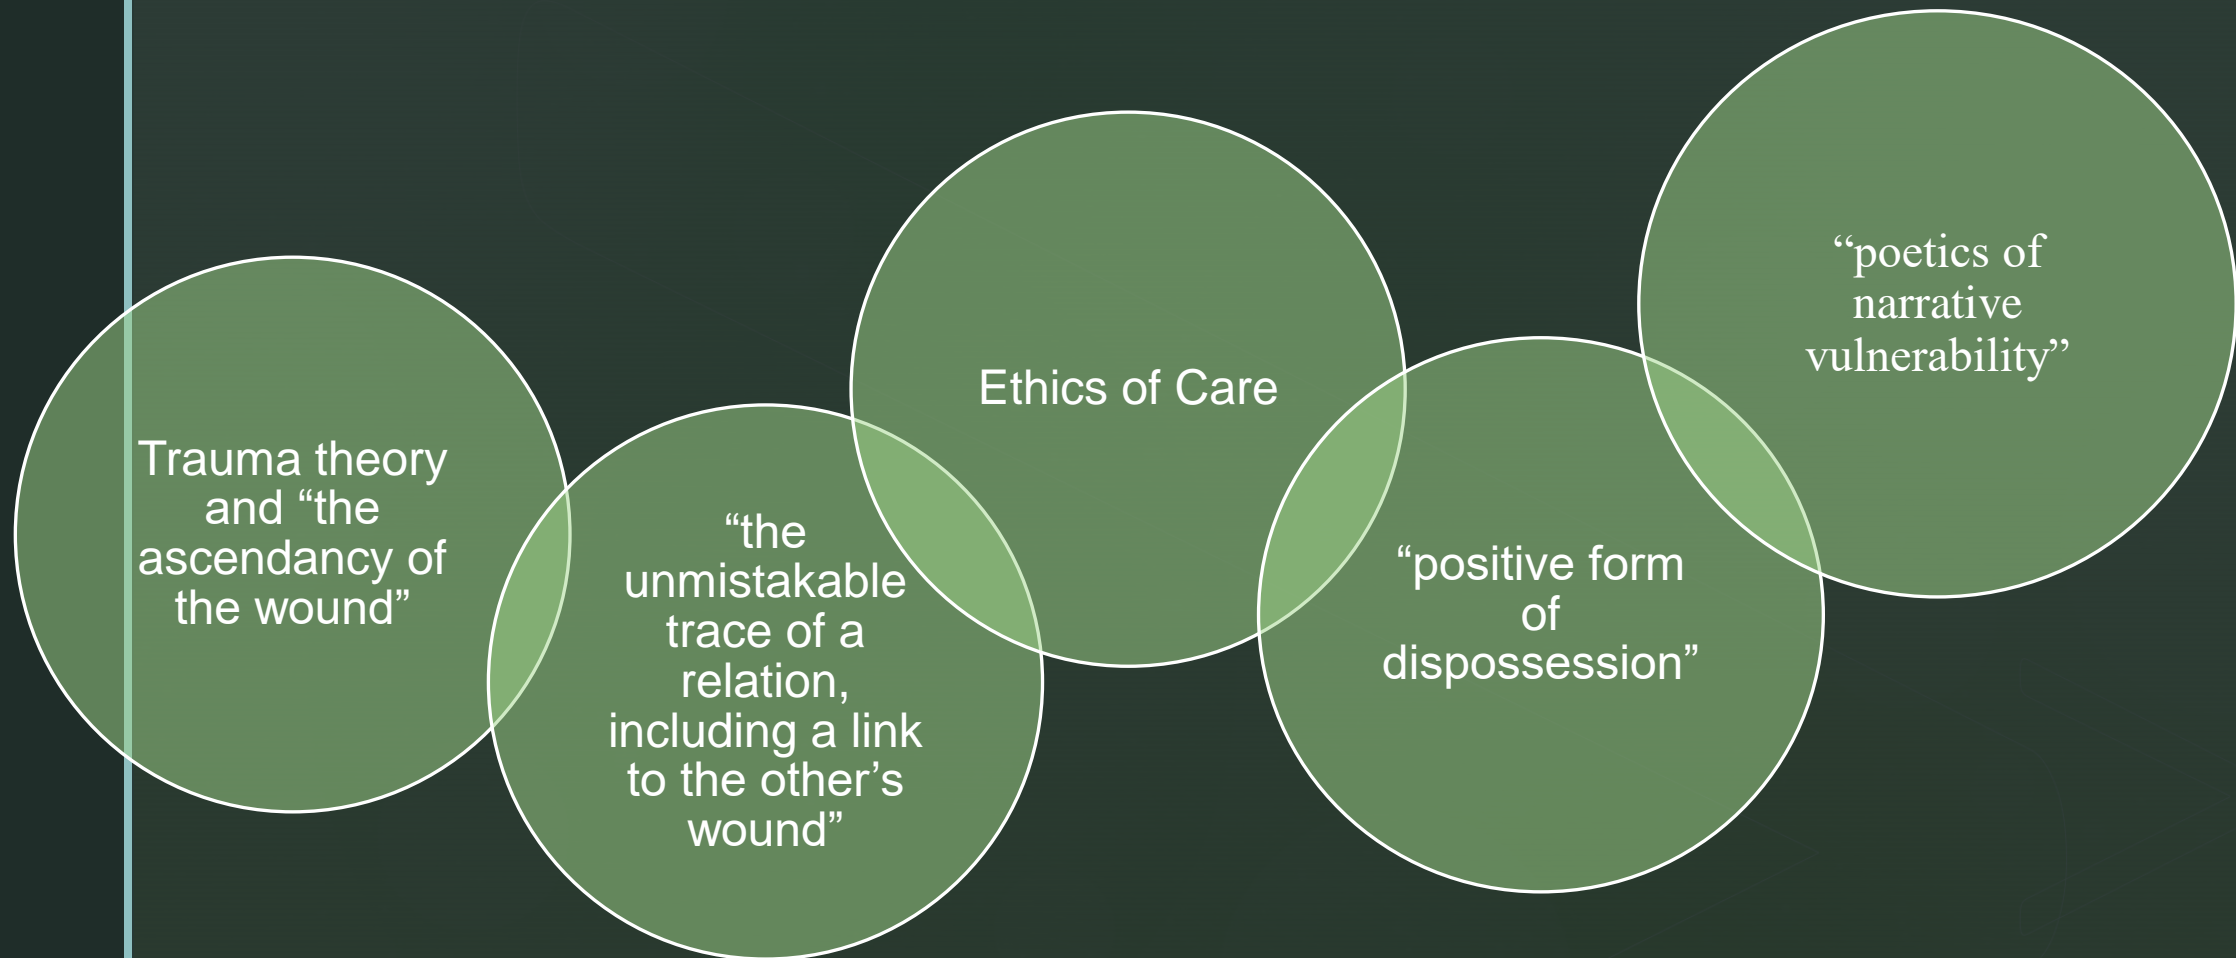 Trauma theory
and “the
ascendancy of
the wound”
“the
unmistakable
trace of a
relation,
including a link
to the other’s
wound”
Ethics of Care
“positive form
of
dispossession”
“poetics of
narrative
vulnerability”